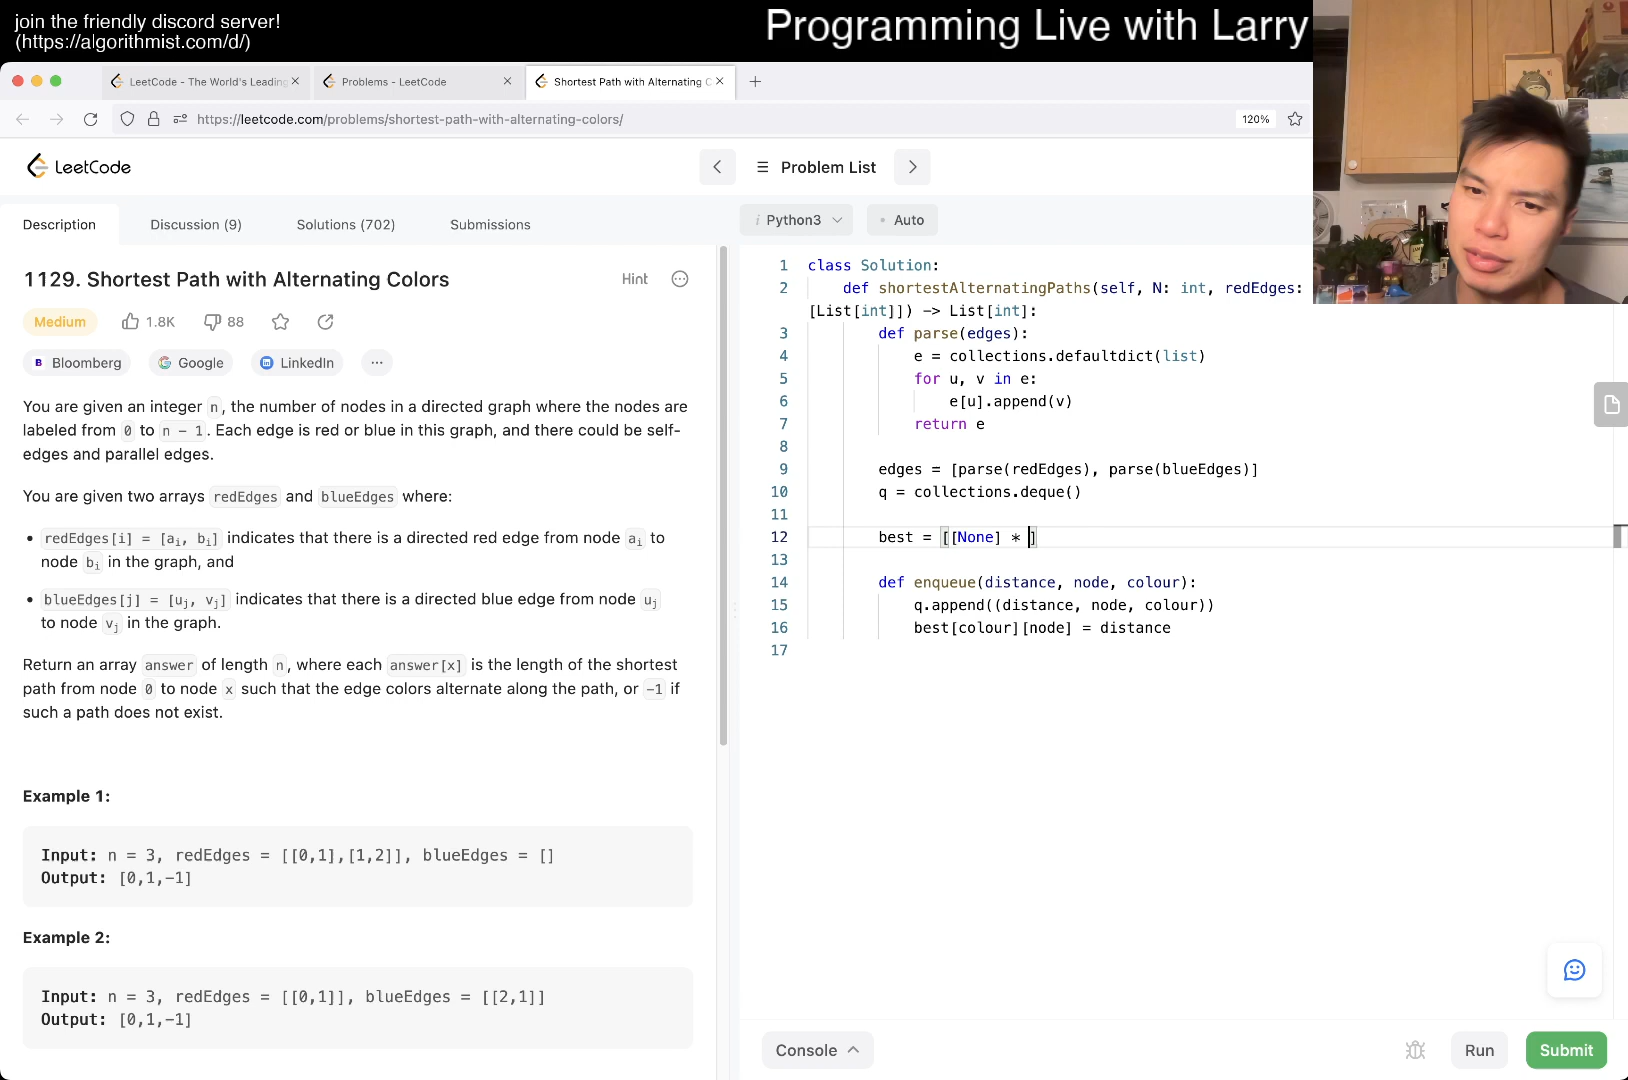 join the friendly discord server!
(https://algorithmist.com/d/)
Programming Live with Larry
LeetCode - The World's Leading
Problems - LeetCode
Shortest Path with Alternating C
https://leetcode.com/problems/shortest-path-with-alternating-colors/
120%
LeetCode
Problem List
Description
Discussion (9)
Solutions (702)
Submissions
i Python3
Auto
1129. Shortest Path with Alternating Colors
Hint
Medium
1.8K
88
B Bloomberg
Google
LinkedIn
...
You are given an integer n, the number of nodes in a directed graph where the nodes are
labeled from 0 to n - 1. Each edge is red or blue in this graph, and there could be self-
edges and parallel edges.
You are given two arrays redEdges and blueEdges where:
• redEdges[i] = [ai, bi] indicates that there is a directed red edge from node ai to
node bi in the graph, and
• blueEdges[j] = [uj, vj] indicates that there is a directed blue edge from node uj
to node vj in the graph.
Return an array answer of length n, where each answer[x] is the length of the shortest
path from node 0 to node x such that the edge colors alternate along the path, or -1 if
such a path does not exist.
Example 1:
Input: n = 3, redEdges = [[0,1],[1,2]], blueEdges = []
Output: [0,1,-1]
Example 2:
Input: n = 3, redEdges = [[0,1]], blueEdges = [[2,1]]
Output: [0,1,-1]
1 class Solution:
2 def shortestAlternatingPaths(self, N: int, redEdges:
[List[int]]) -> List[int]:
3 def parse(edges):
4 e = collections.defaultdict(list)
5 for u, v in e:
6 e[u].append(v)
7 return e
8
9 edges = [parse(redEdges), parse(blueEdges)]
10 q = collections.deque()
11
12 best = [[None] * ]
13
14 def enqueue(distance, node, colour):
15 q.append((distance, node, colour))
16 best[colour][node] = distance
17
Console
Run
Submit